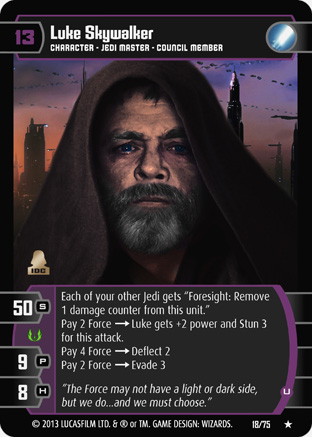 13
Luke Skywalker
CHARACTER • JEDI MASTER • COUNCIL MEMBER
IDC
50 S
Each of your other Jedi gets “Foresight: Remove
1 damage counter from this unit.”
Pay 2 Force → Luke gets +2 power and Stun 3
for this attack.
9 P
Pay 4 Force → Deflect 2
Pay 2 Force → Evade 3
8 H
“The Force may not have a light or dark side,
but we do...and we must choose.”
U
© 2013 LUCASFILM LTD. & ® or TM. GAME DESIGN: WIZARDS.
18/75 ★